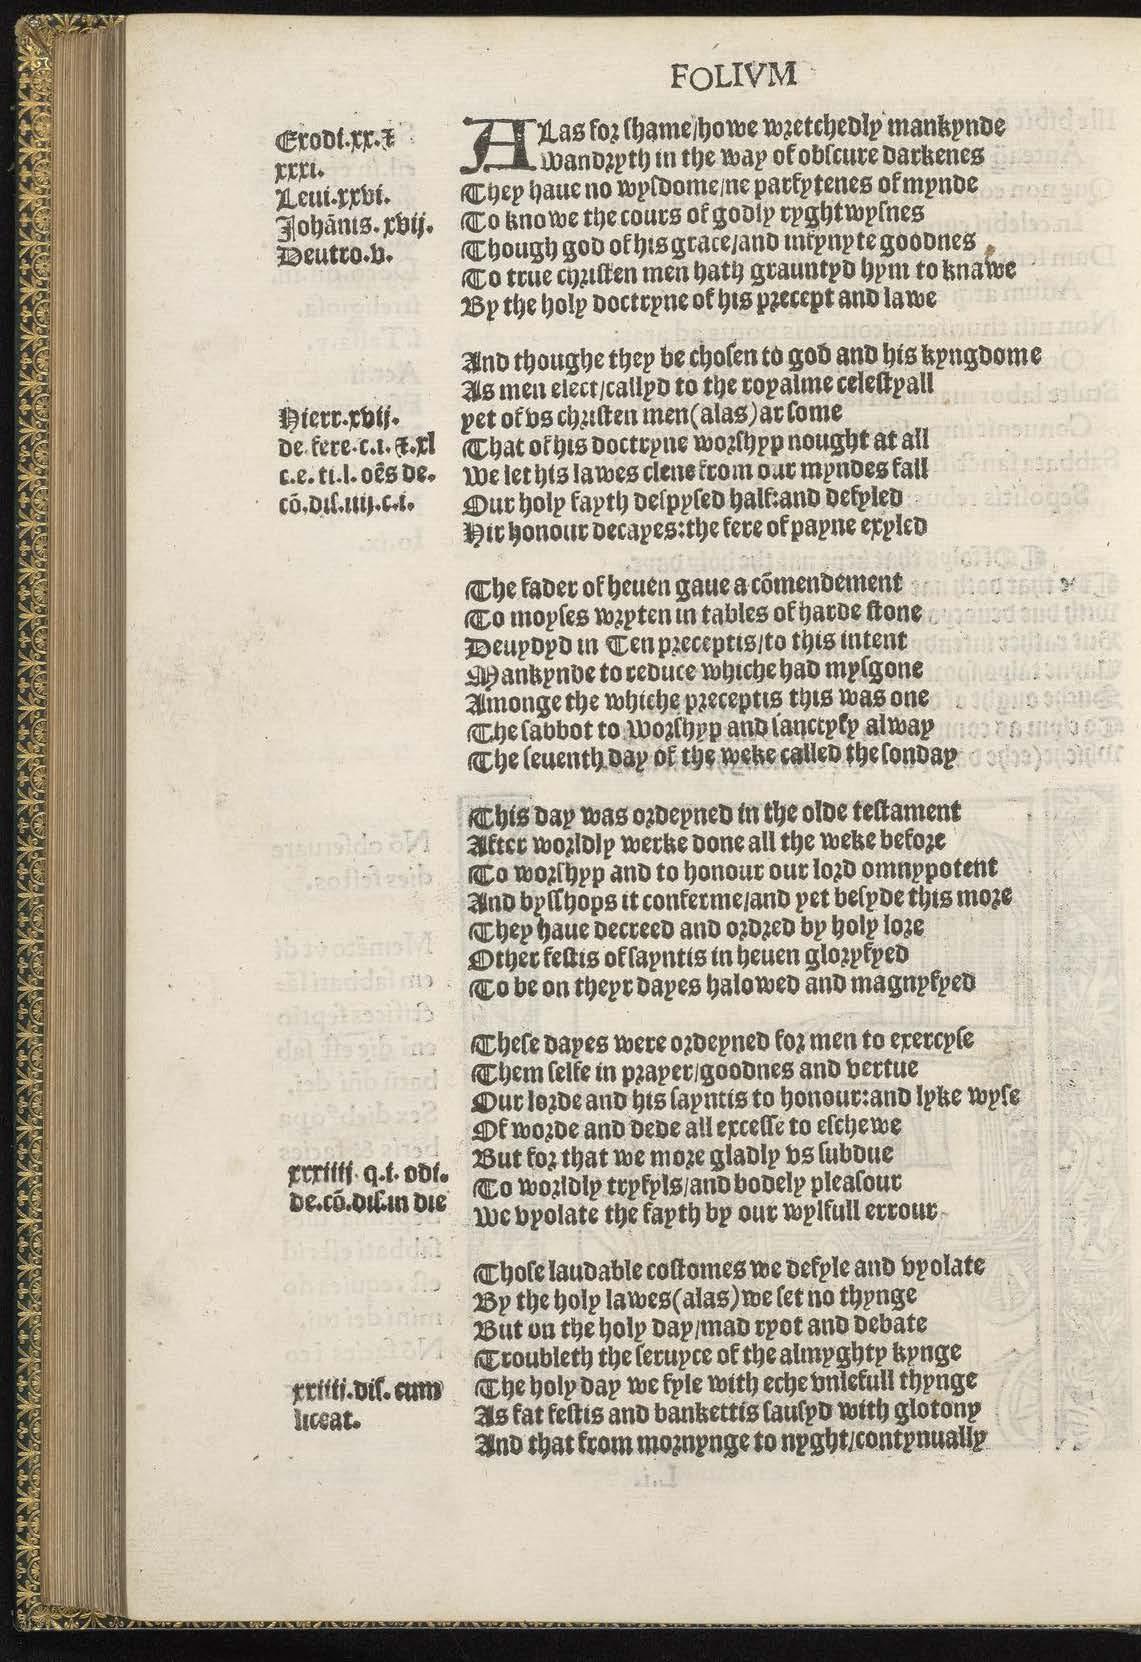 FOLIVM
ALas for shame/howe wretchedly mankynde
wandryth in the way of obscure darkenes
They haue no wysdome/ne parfytenes of mynde
To knowe the cours of godly ryghtwysnes
Though god of his grace/and infynyte goodnes
To true christen men hath grauntyd hym to knawe
By the holy doctryne of his precept and lawe
Exodi.xx.⁊
xxxi.
Leui.xxvi.
Johānis.xvij.
Deutro.v.
And thoughe they be chosen to god and his kyngdome
As men elect/callyd to the royalme celestyall
yet of vs christen men(alas)ar some
That of his doctryne worshyp nought at all
We let his lawes clene from our myndes fall
Our holy fayth despysed half:and defyled
Hir honour decayes:the fere of payne exyled
Hierr.xvij.
de.fere.c.i.⁊.xl
c.e.ti.l.oēs de.
cō.dis.iiij.c.i.
The fader of heuen gaue a cōmendement
To moyses wryten in tables of harde stone
Deuydyd in Ten preceptis/to this intent
Mankynde to reduce whiche had mysgone
Amonge the whiche preceptis this was one
The sabbot to worshyp and sanctyfy alway
The seuenth day of the weke called the sonday
This day was ordeyned in the olde testament
After worldly werke done all the weke before
To worshyp and to honour our lord omnypotent
And bysshops it conferme/and yet besyde this more
They haue decreed and ordred by holy lore
Other festis of sayntis in heuen gloryfyed
To be on theyr dayes halowed and magnyfyed
These dayes were ordeyned for men to exercyse
Them selfe in prayer/goodnes and vertue
Our lorde and his sayntis to honour:and lyke wyse
Of worde and dede all excesse to eschewe
But for that we more gladly vs subdue
To worldly tryfyls/and bodely pleasour
We vyolate the fayth by our wylfull errour
xxxiiij q.i. odi.
de.cō.dis.in die
Those laudable costomes we defyle and vyolate
By the holy lawes(alas)we set no thynge
But on the holy day/mad ryot and debate
Troubleth the seruyce of the almyghty kynge
The holy day we fyle with eche vnlefull thynge
As fat festis and bankettis sausyd with glotony
And that from mornynge to nyght/contynually
xxiiii.dis. cum
liceat.